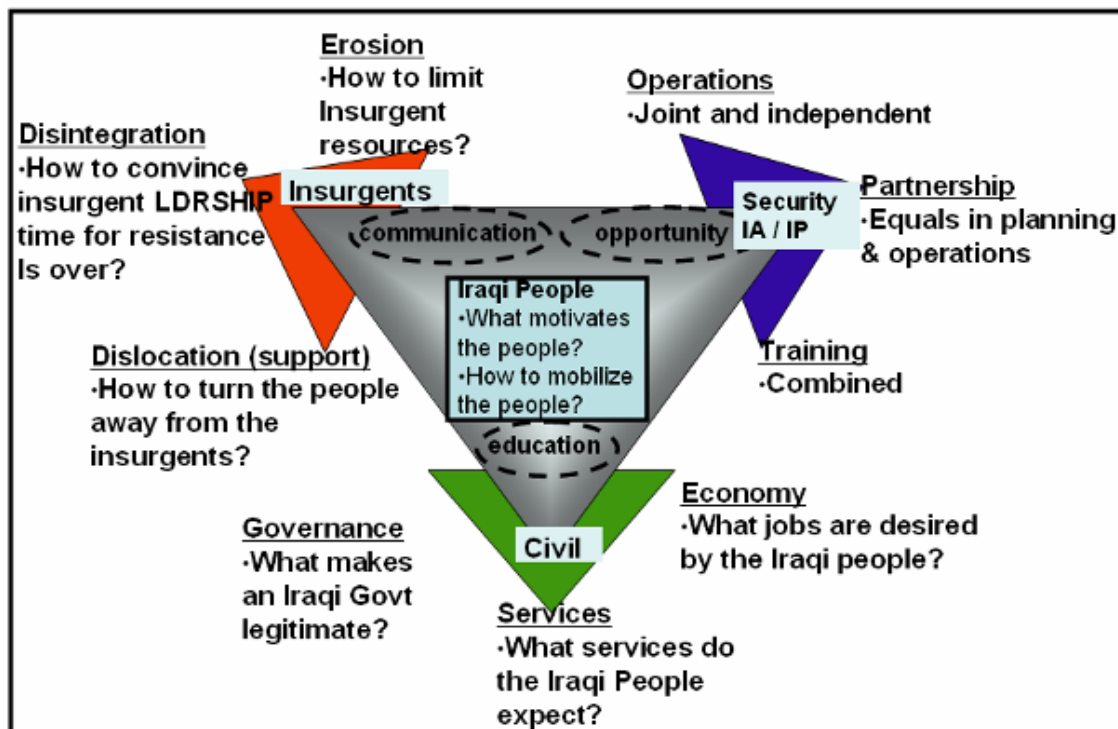 Erosion
·How to limit
Insurgent
resources?
Operations
·Joint and independent
Disintegration
·How to convince
insurgent LDRSHIP
time for resistance
Is over?
Insurgents
Security
IA / IP
Partnership
·Equals in planning
& operations
communication
opportunity
Iraqi People
·What motivates
the people?
·How to mobilize
the people?
Dislocation (support)
·How to turn the people
away from the
insurgents?
Training
·Combined
education
Governance
·What makes
an Iraqi Govt
legitimate?
Civil
Economy
·What jobs are desired
by the Iraqi people?
Services
·What services do
the Iraqi People
expect?